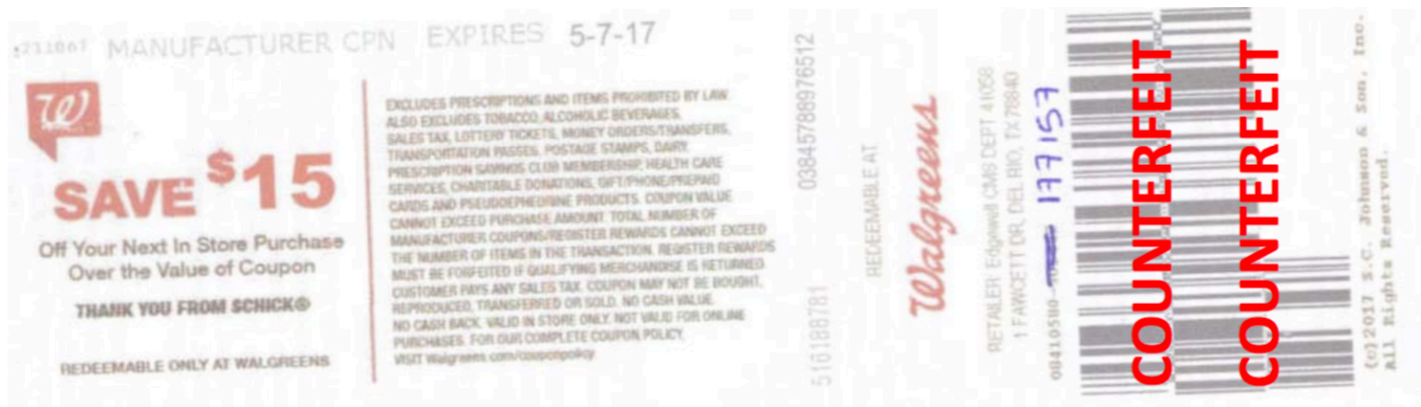 MANUFACTURER CPN EXPIRES 5-7-17
W
SAVE $15
Off Your Next In Store Purchase
Over the Value of Coupon
THANK YOU FROM SCHICK®
REDEEMABLE ONLY AT WALGREENS
EXCLUDES PRESCRIPTIONS AND ITEMS PROHIBITED BY LAW.
ALSO EXCLUDES TOBACCO, ALCOHOLIC BEVERAGES,
SALES TAX, LOTTERY TICKETS, MONEY ORDERS/TRANSFERS,
TRANSPORTATION PASSES, POSTAGE STAMPS, DAIRY,
PRESCRIPTION SAVINGS CLUB MEMBERSHIP, HEALTH CARE
SERVICES, CHARITABLE DONATIONS, GIFT/PHONE/PREPAID
CARDS AND PSEUDOEPHEDRINE PRODUCTS. COUPON VALUE
CANNOT EXCEED PURCHASE AMOUNT. TOTAL NUMBER OF
MANUFACTURER COUPONS/REGISTER REWARDS CANNOT EXCEED
THE NUMBER OF ITEMS IN THE TRANSACTION. REGISTER REWARDS
MUST BE FORFEITED IF QUALIFYING MERCHANDISE IS RETURNED.
CUSTOMER PAYS ANY SALES TAX. COUPON MAY NOT BE BOUGHT,
REPRODUCED, TRANSFERRED OR SOLD. NO CASH VALUE.
NO CASH BACK. VALID IN STORE ONLY. NOT VALID FOR ONLINE
PURCHASES. FOR OUR COMPLETE COUPON POLICY,
VISIT Walgreens.com/couponpolicy
516188781 03845788976512
REDEEMABLE AT
Walgreens
RETAILER: Edgewell CMS DEPT 41058
1 FAWCETT DR, DEL RIO, TX 78840
08410580 177157
COUNTERFEIT
COUNTERFEIT
(c)2017 S.C. Johnson & Son, Inc.
All Rights Reserved.